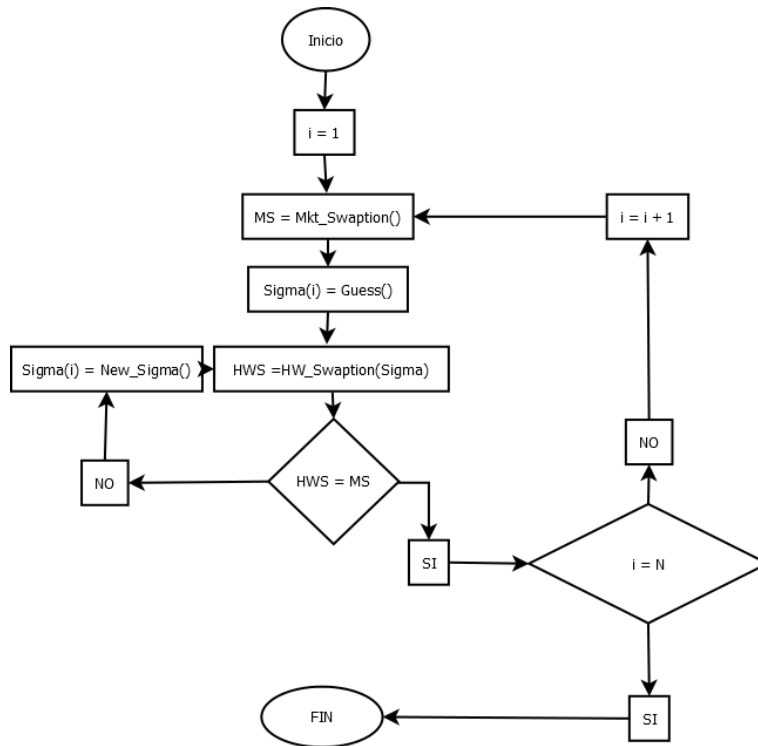 Inicio
i = 1
MS = Mkt_Swaption()
i = i + 1
Sigma(i) = Guess()
Sigma(i) = New_Sigma()
HWS =HW_Swaption(Sigma)
NO
NO
HWS = MS
SI
i = N
FIN
SI